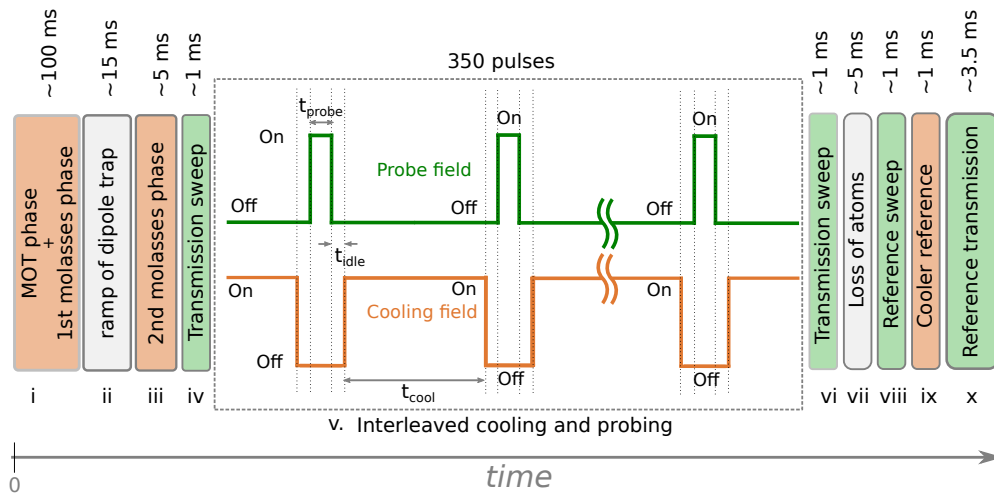 ~100 ms
~15 ms
~5 ms
~1 ms
350 pulses
~1 ms
~5 ms
~1 ms
~1 ms
~3.5 ms
MOT phase
+
1st molasses phase
ramp of dipole trap
2nd molasses phase
Transmission sweep
t_probe
On
On
On
Probe field
Off
Off
Off
t_idle
On
On
On
Cooling field
Off
Off
Off
t_cool
Transmission sweep
Loss of atoms
Reference sweep
Cooler reference
Reference transmission
i
ii
iii
iv
v. Interleaved cooling and probing
vi
vii
viii
ix
x
0
time